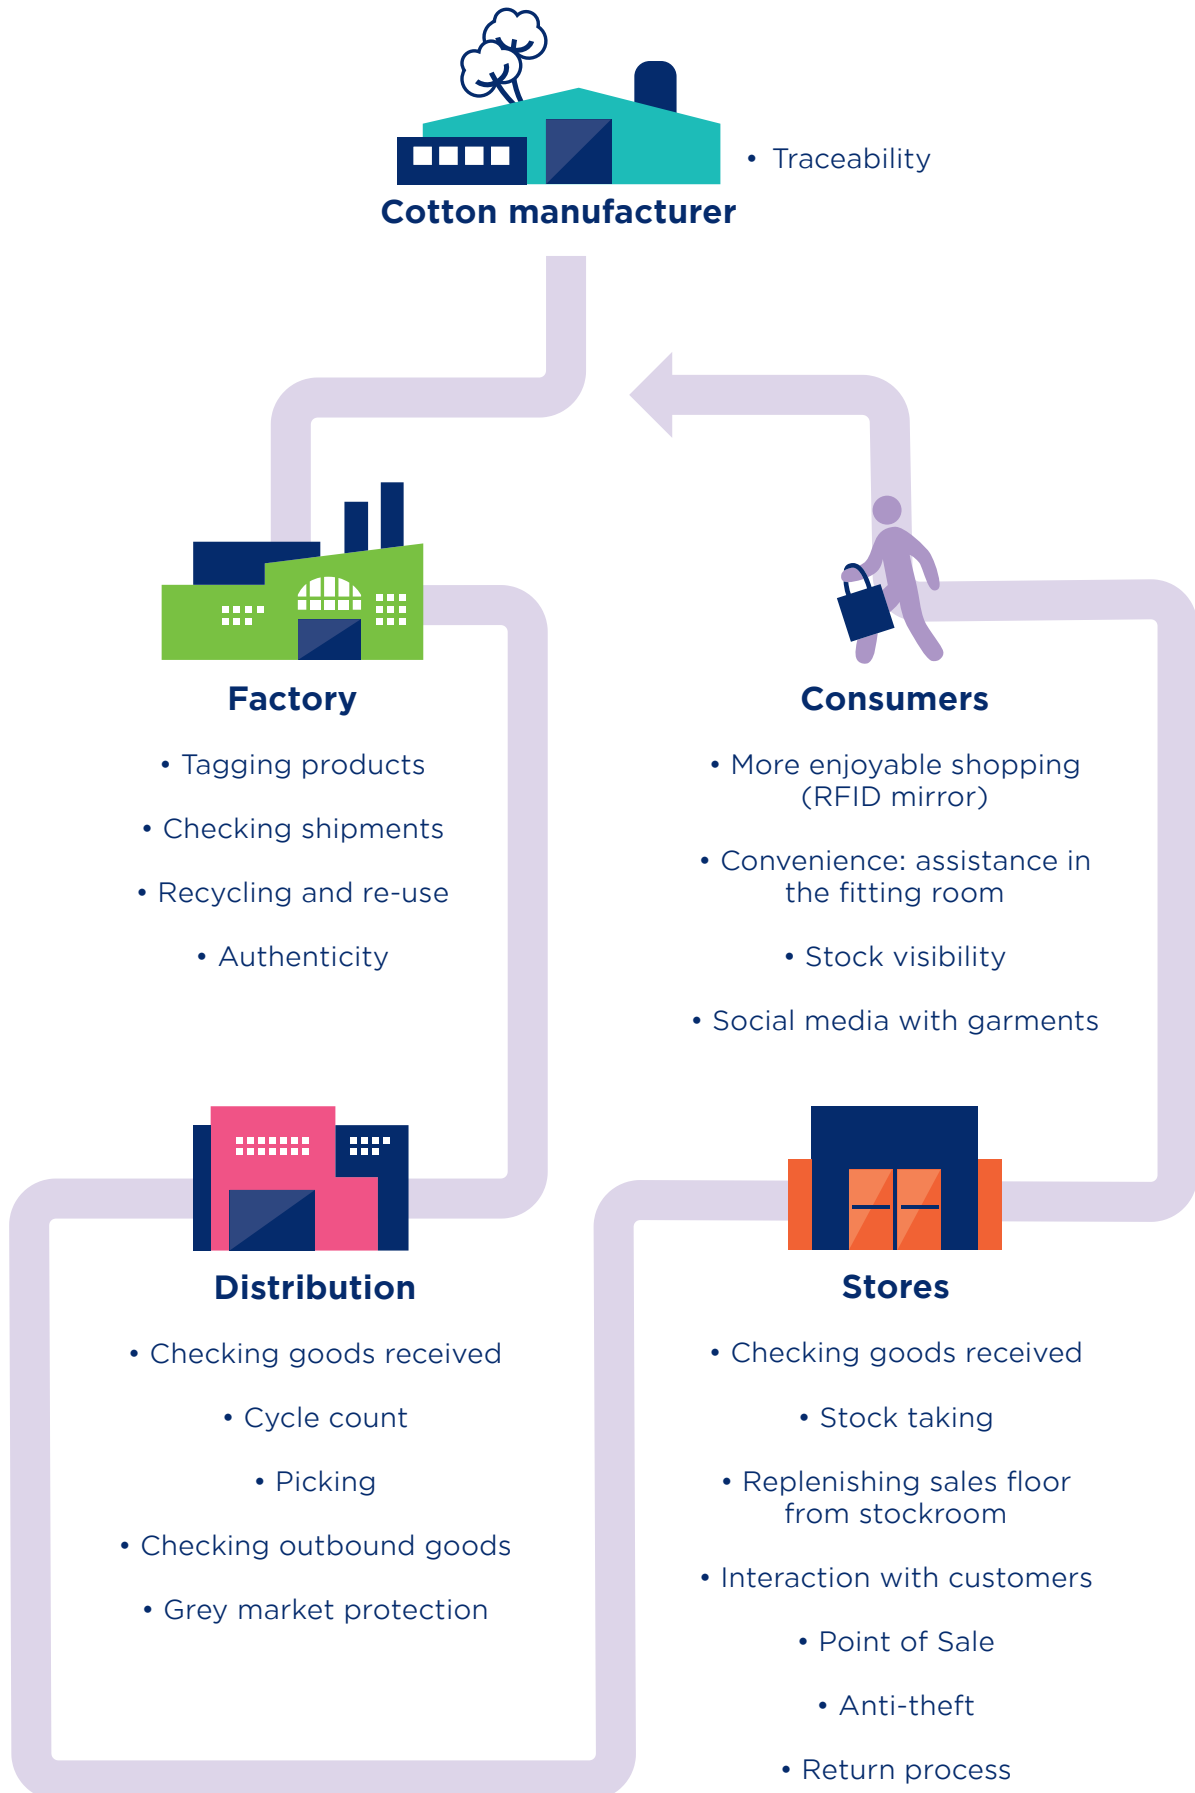 • Traceability
Cotton manufacturer
Factory
• Tagging products
• Checking shipments
• Recycling and re-use
• Authenticity
Consumers
• More enjoyable shopping
(RFID mirror)
• Convenience: assistance in
the fitting room
• Stock visibility
• Social media with garments
Distribution
• Checking goods received
• Cycle count
• Picking
• Checking outbound goods
• Grey market protection
Stores
• Checking goods received
• Stock taking
• Replenishing sales floor
from stockroom
• Interaction with customers
• Point of Sale
• Anti-theft
• Return process